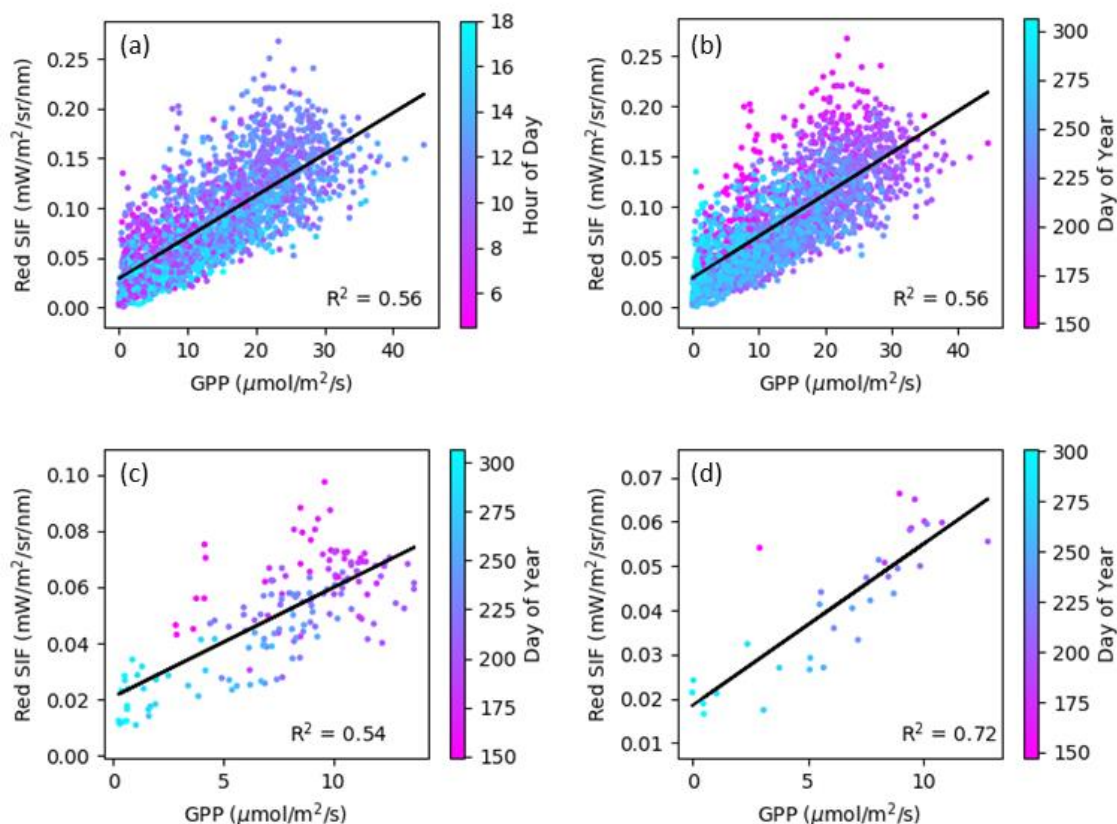 (a)
Red SIF (mW/m²/sr/nm)
0.25
0.20
0.15
0.10
0.05
0.00
R² = 0.56
0 10 20 30 40
GPP (μmol/m²/s)
18
16
14
12
10
8
6
Hour of Day
(b)
Red SIF (mW/m²/sr/nm)
0.25
0.20
0.15
0.10
0.05
0.00
R² = 0.56
0 10 20 30 40
GPP (μmol/m²/s)
300
275
250
225
200
175
150
Day of Year
(c)
Red SIF (mW/m²/sr/nm)
0.10
0.08
0.06
0.04
0.02
0.00
R² = 0.54
0 5 10
GPP (μmol/m²/s)
300
275
250
225
200
175
150
Day of Year
(d)
Red SIF (mW/m²/sr/nm)
0.07
0.06
0.05
0.04
0.03
0.02
0.01
R² = 0.72
0 5 10
GPP (μmol/m²/s)
300
275
250
225
200
175
150
Day of Year